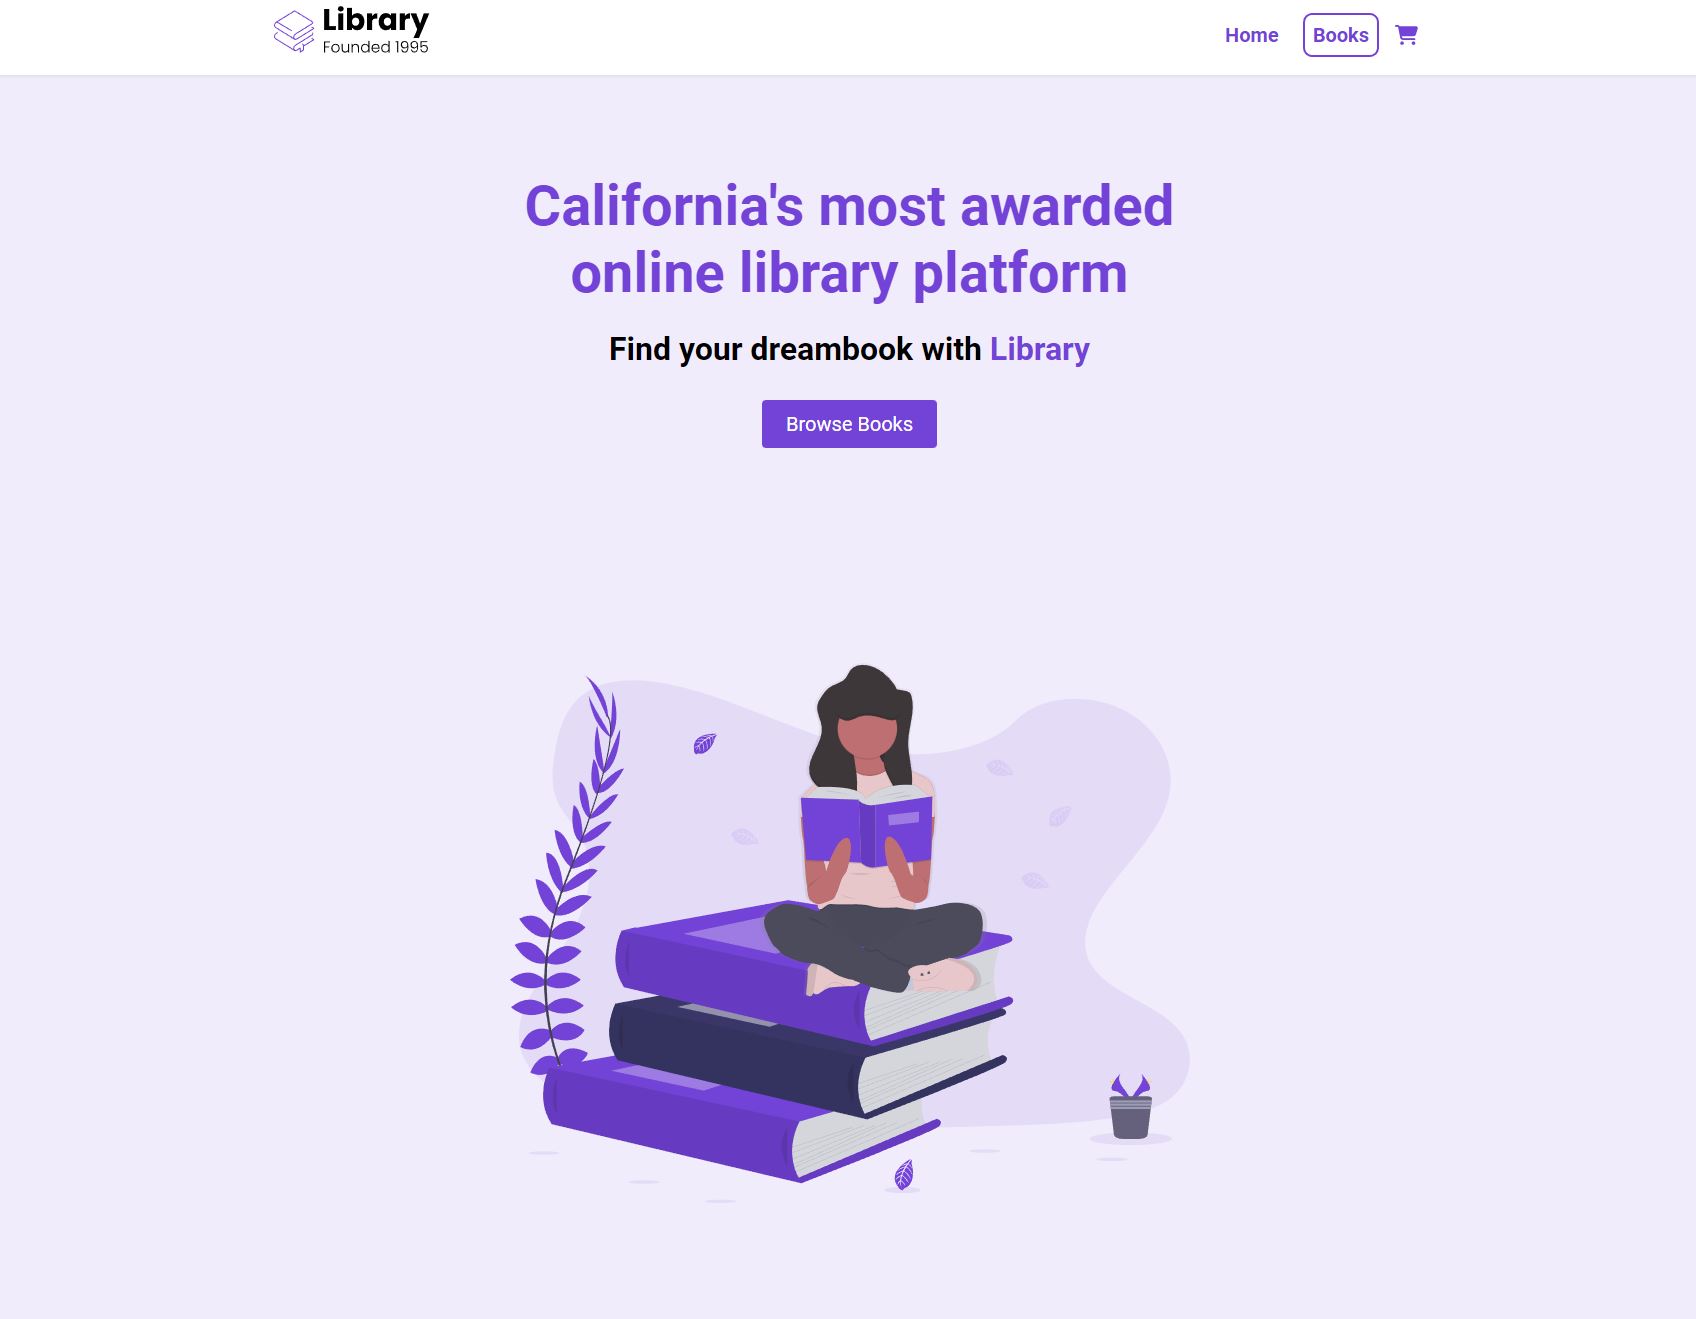 Library
Founded 1995
Home
Books
California's most awarded
online library platform
Find your dreambook with Library
Browse Books